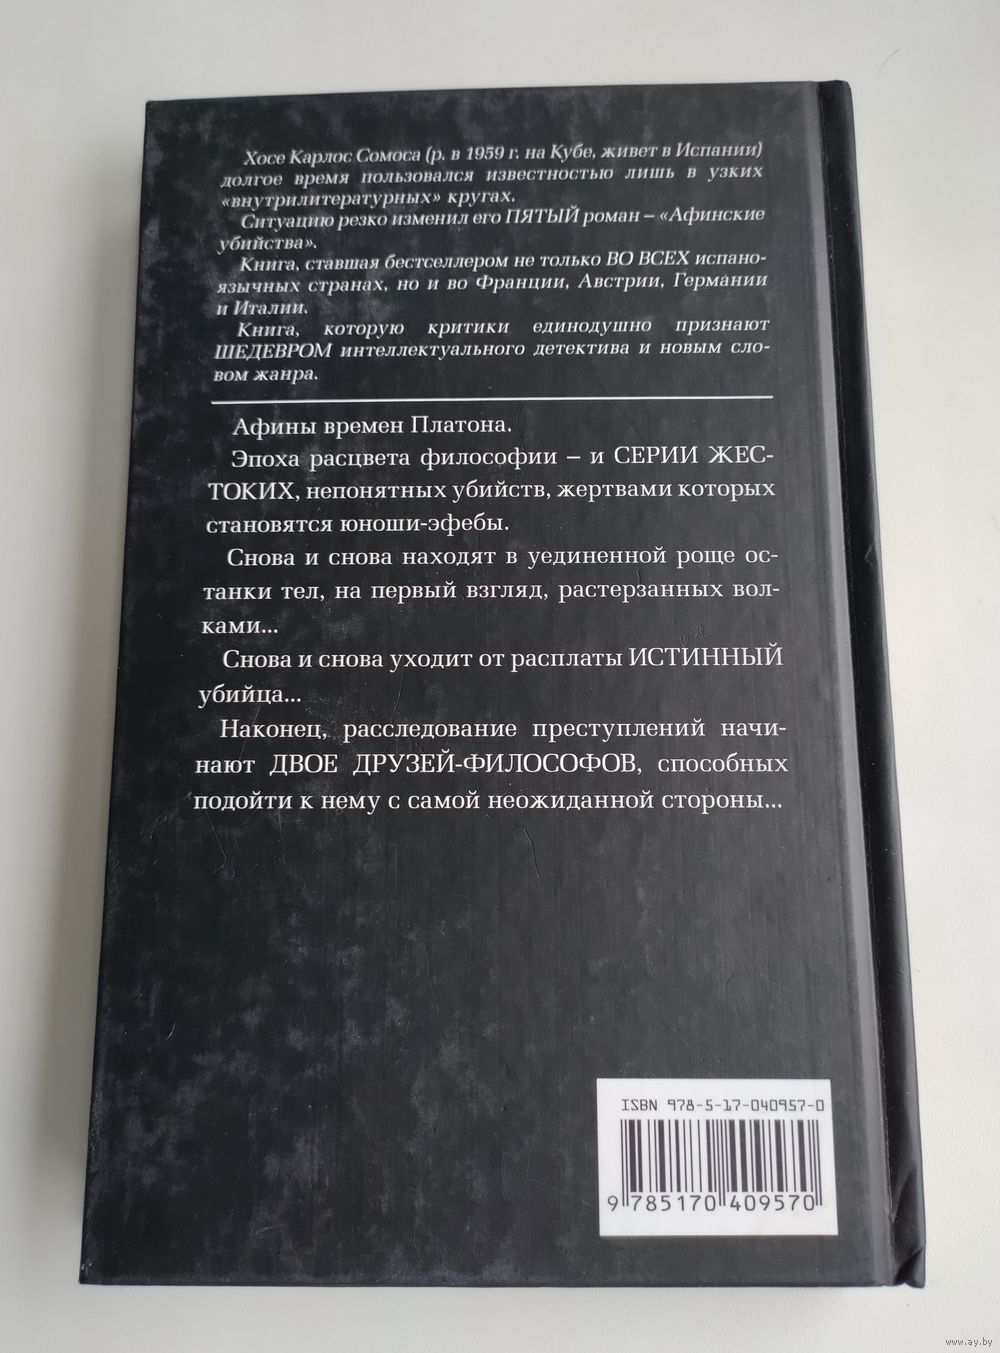 Хосе Карлос Сомоса (р. в 1959 г. на Кубе, живет в Испании)
долгое время пользовался известностью лишь в узких
«внутрилитературных» кругах.
Ситуацию резко изменил его ПЯТЫЙ роман – «Афинские
убийства».
Книга, ставшая бестселлером не только ВО ВСЕХ испано-
язычных странах, но и во Франции, Австрии, Германии
и Италии.
Книга, которую критики единодушно признают
ШЕДЕВРОМ интеллектуального детектива и новым сло-
вом жанра.
Афины времен Платона.
Эпоха расцвета философии – и СЕРИИ ЖЕС-
ТОКИХ, непонятных убийств, жертвами которых
становятся юноши-эфебы.
Снова и снова находят в уединенной роще ос-
танки тел, на первый взгляд, растерзанных вол-
ками...
Снова и снова уходит от расплаты ИСТИННЫЙ
убийца...
Наконец, расследование преступлений начи-
нают ДВОЕ ДРУЗЕЙ-ФИЛОСОФОВ, способных
подойти к нему с самой неожиданной стороны...
ISBN 978-5-17-040957-0
9 785170 409570
www.ay.by